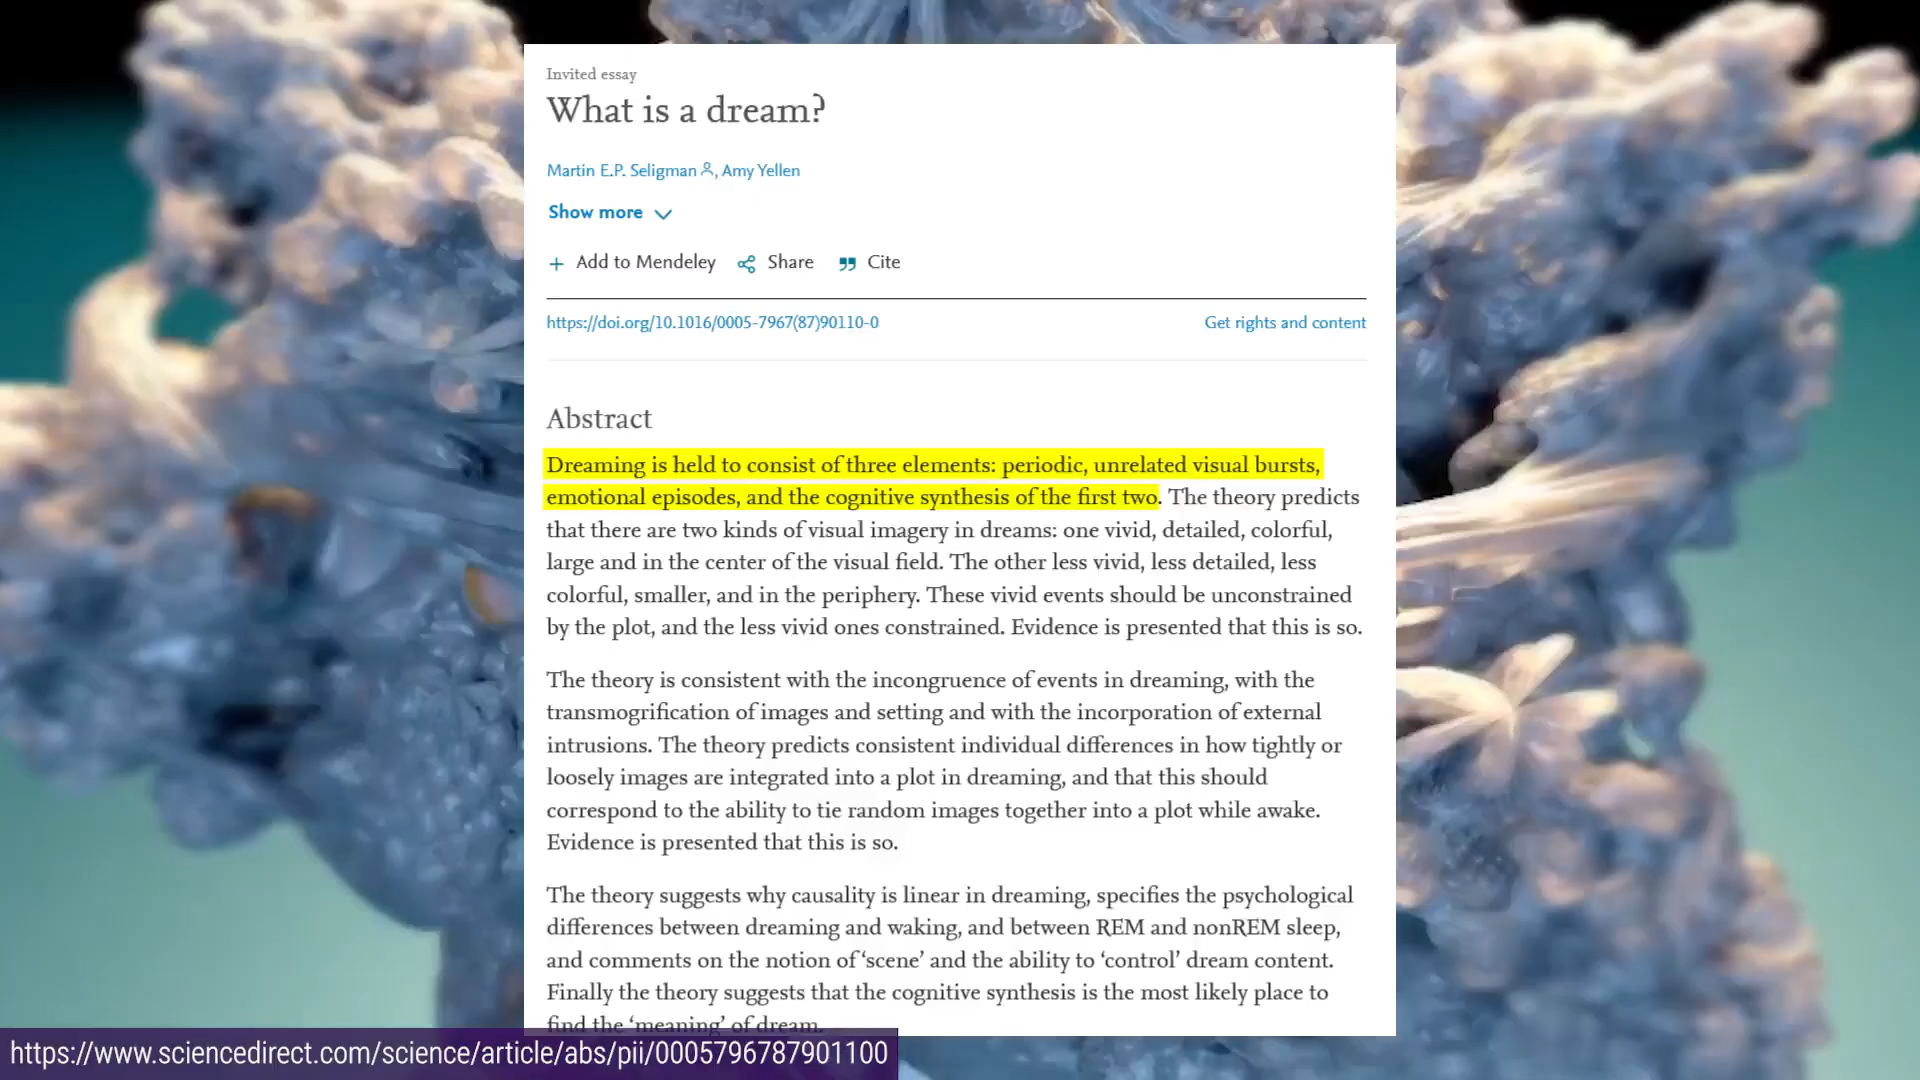 Invited essay
What is a dream?
Martin E.P. Seligman, Amy Yellen
Show more
Add to Mendeley Share Cite
https://doi.org/10.1016/0005-7967(87)90110-0 Get rights and content
Abstract
Dreaming is held to consist of three elements: periodic, unrelated visual bursts,
emotional episodes, and the cognitive synthesis of the first two. The theory predicts
that there are two kinds of visual imagery in dreams: one vivid, detailed, colorful,
large and in the center of the visual field. The other less vivid, less detailed, less
colorful, smaller, and in the periphery. These vivid events should be unconstrained
by the plot, and the less vivid ones constrained. Evidence is presented that this is so.
The theory is consistent with the incongruence of events in dreaming, with the
transmogrification of images and setting and with the incorporation of external
intrusions. The theory predicts consistent individual differences in how tightly or
loosely images are integrated into a plot in dreaming, and that this should
correspond to the ability to tie random images together into a plot while awake.
Evidence is presented that this is so.
The theory suggests why causality is linear in dreaming, specifies the psychological
differences between dreaming and waking, and between REM and nonREM sleep,
and comments on the notion of ‘scene’ and the ability to ‘control’ dream content.
Finally the theory suggests that the cognitive synthesis is the most likely place to
find the ‘meaning’ of dream.
https://www.sciencedirect.com/science/article/abs/pii/0005796787901100